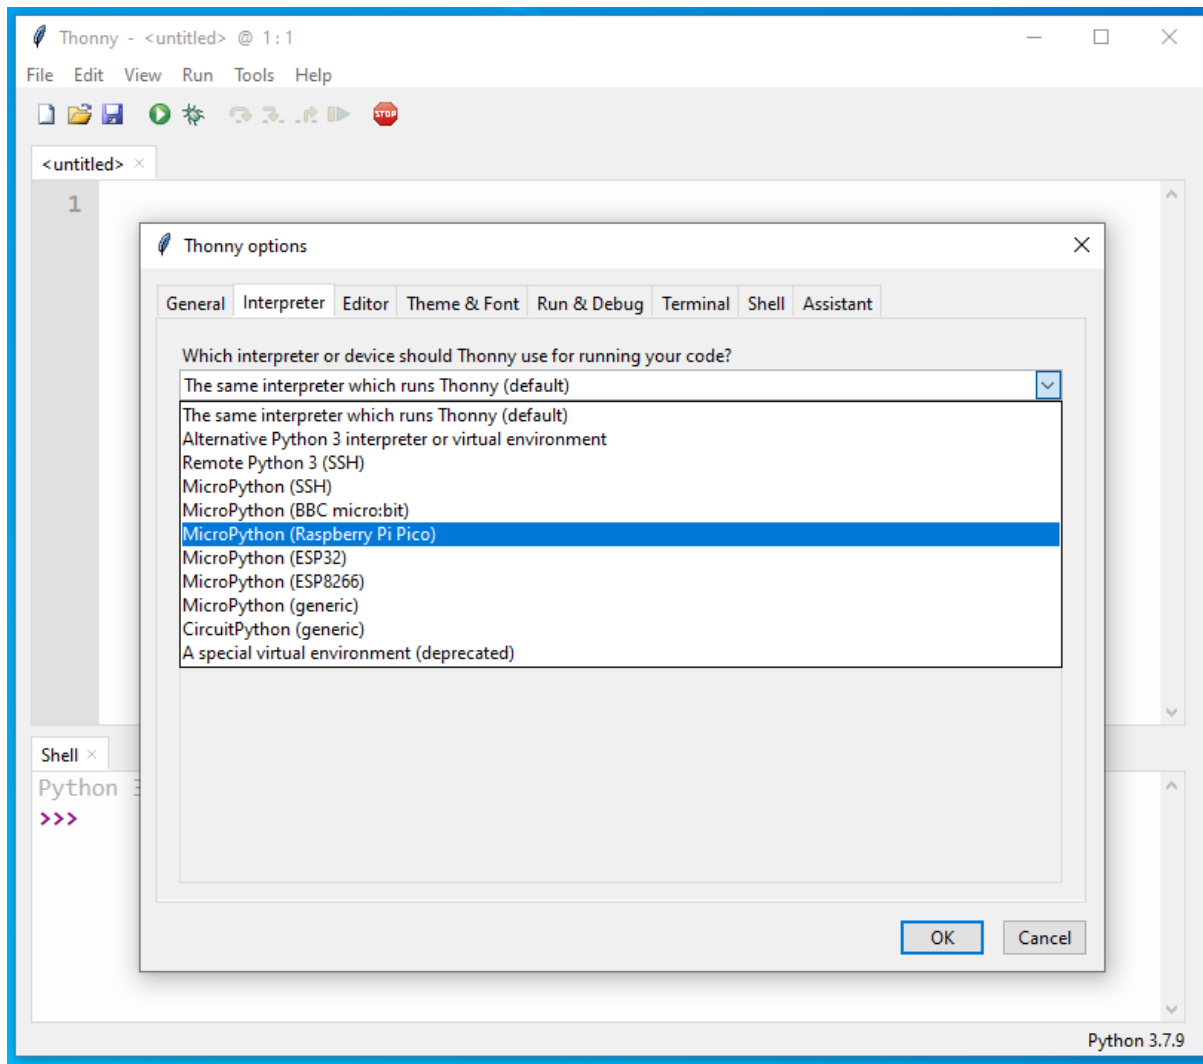 Thonny - <untitled> @ 1:1
File Edit View Run Tools Help
STOP
<untitled>
1
Thonny options
General Interpreter Editor Theme & Font Run & Debug Terminal Shell Assistant
Which interpreter or device should Thonny use for running your code?
The same interpreter which runs Thonny (default)
The same interpreter which runs Thonny (default)
Alternative Python 3 interpreter or virtual environment
Remote Python 3 (SSH)
MicroPython (SSH)
MicroPython (BBC micro:bit)
MicroPython (Raspberry Pi Pico)
MicroPython (ESP32)
MicroPython (ESP8266)
MicroPython (generic)
CircuitPython (generic)
A special virtual environment (deprecated)
Shell
Python
>>>
OK Cancel
Python 3.7.9